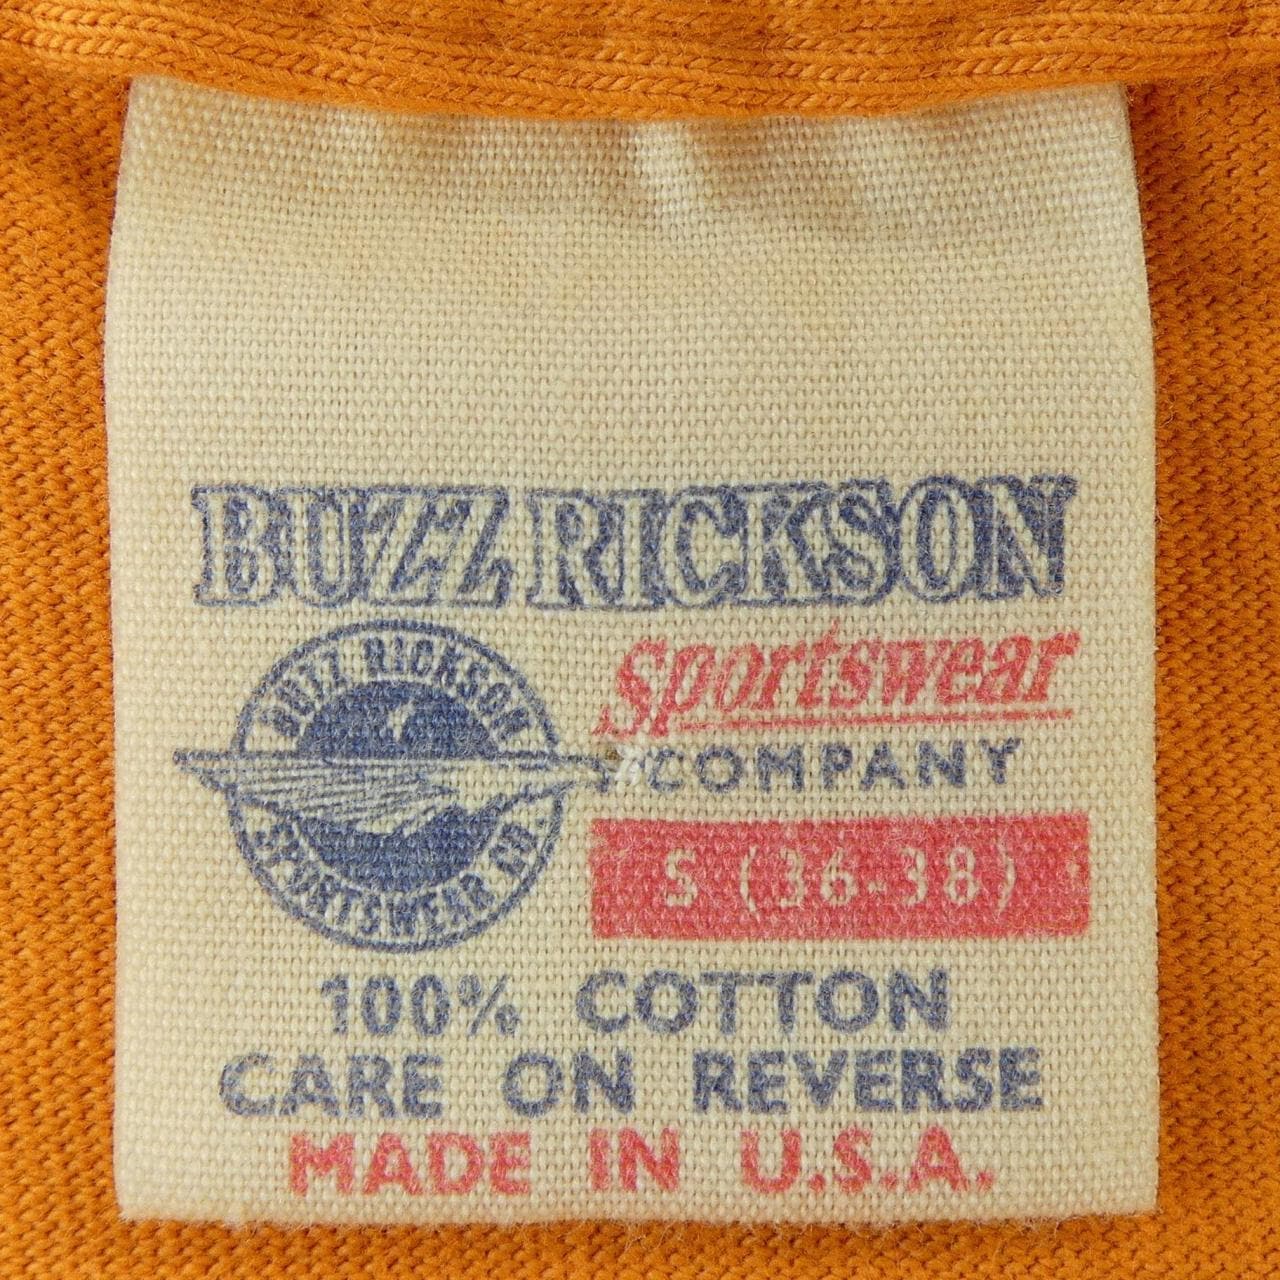 BUZZ RICKSON
BUZZ RICKSON
SPORTSWEAR CO.
Sportswear
COMPANY
S (36-38)
100% COTTON
CARE ON REVERSE
MADE IN U.S.A.